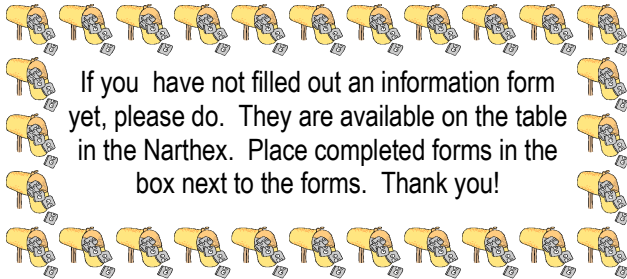 If you  have not filled out an information form
yet, please do.  They are available on the table
in the Narthex.  Place completed forms in the
box next to the forms.  Thank you!